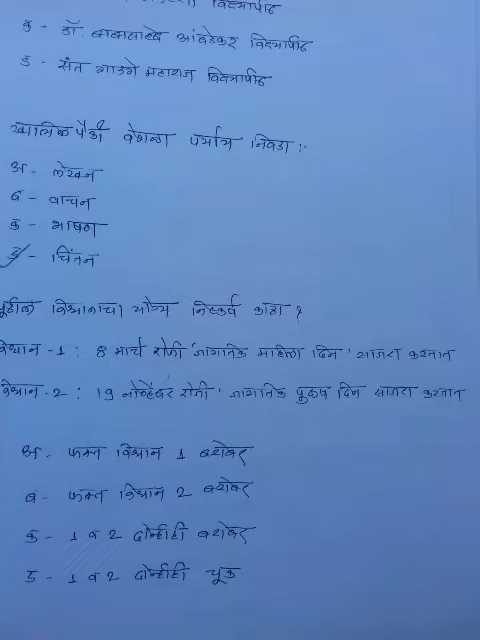 विद्यापीठ
क - डॉ. बाबासाहेब आंबेडकर विद्यापीठ
ड - संत गाडगे महाराज विद्यापीठ
खालिल पैकी वेगळा पर्याय निवडा :
अ - लेखन
ब - वाचन
क - भाषण
ड - चिंतन
पुढील विधानाचा योग्य निष्कर्ष काढा ?
विधान - 1 : 8 मार्च रोजी 'जागतिक महिला दिन' साजरा करतात
विधान - 2 : 19 नोव्हेंबर रोजी 'जागतिक पुरुष दिन साजरा करतात
अ - फक्त विधान 1 बरोबर
ब - फक्त विधान 2 बरोबर
क - 1 व 2 दोन्हीही बरोबर
ड - 1 व 2 दोन्हीही चूक